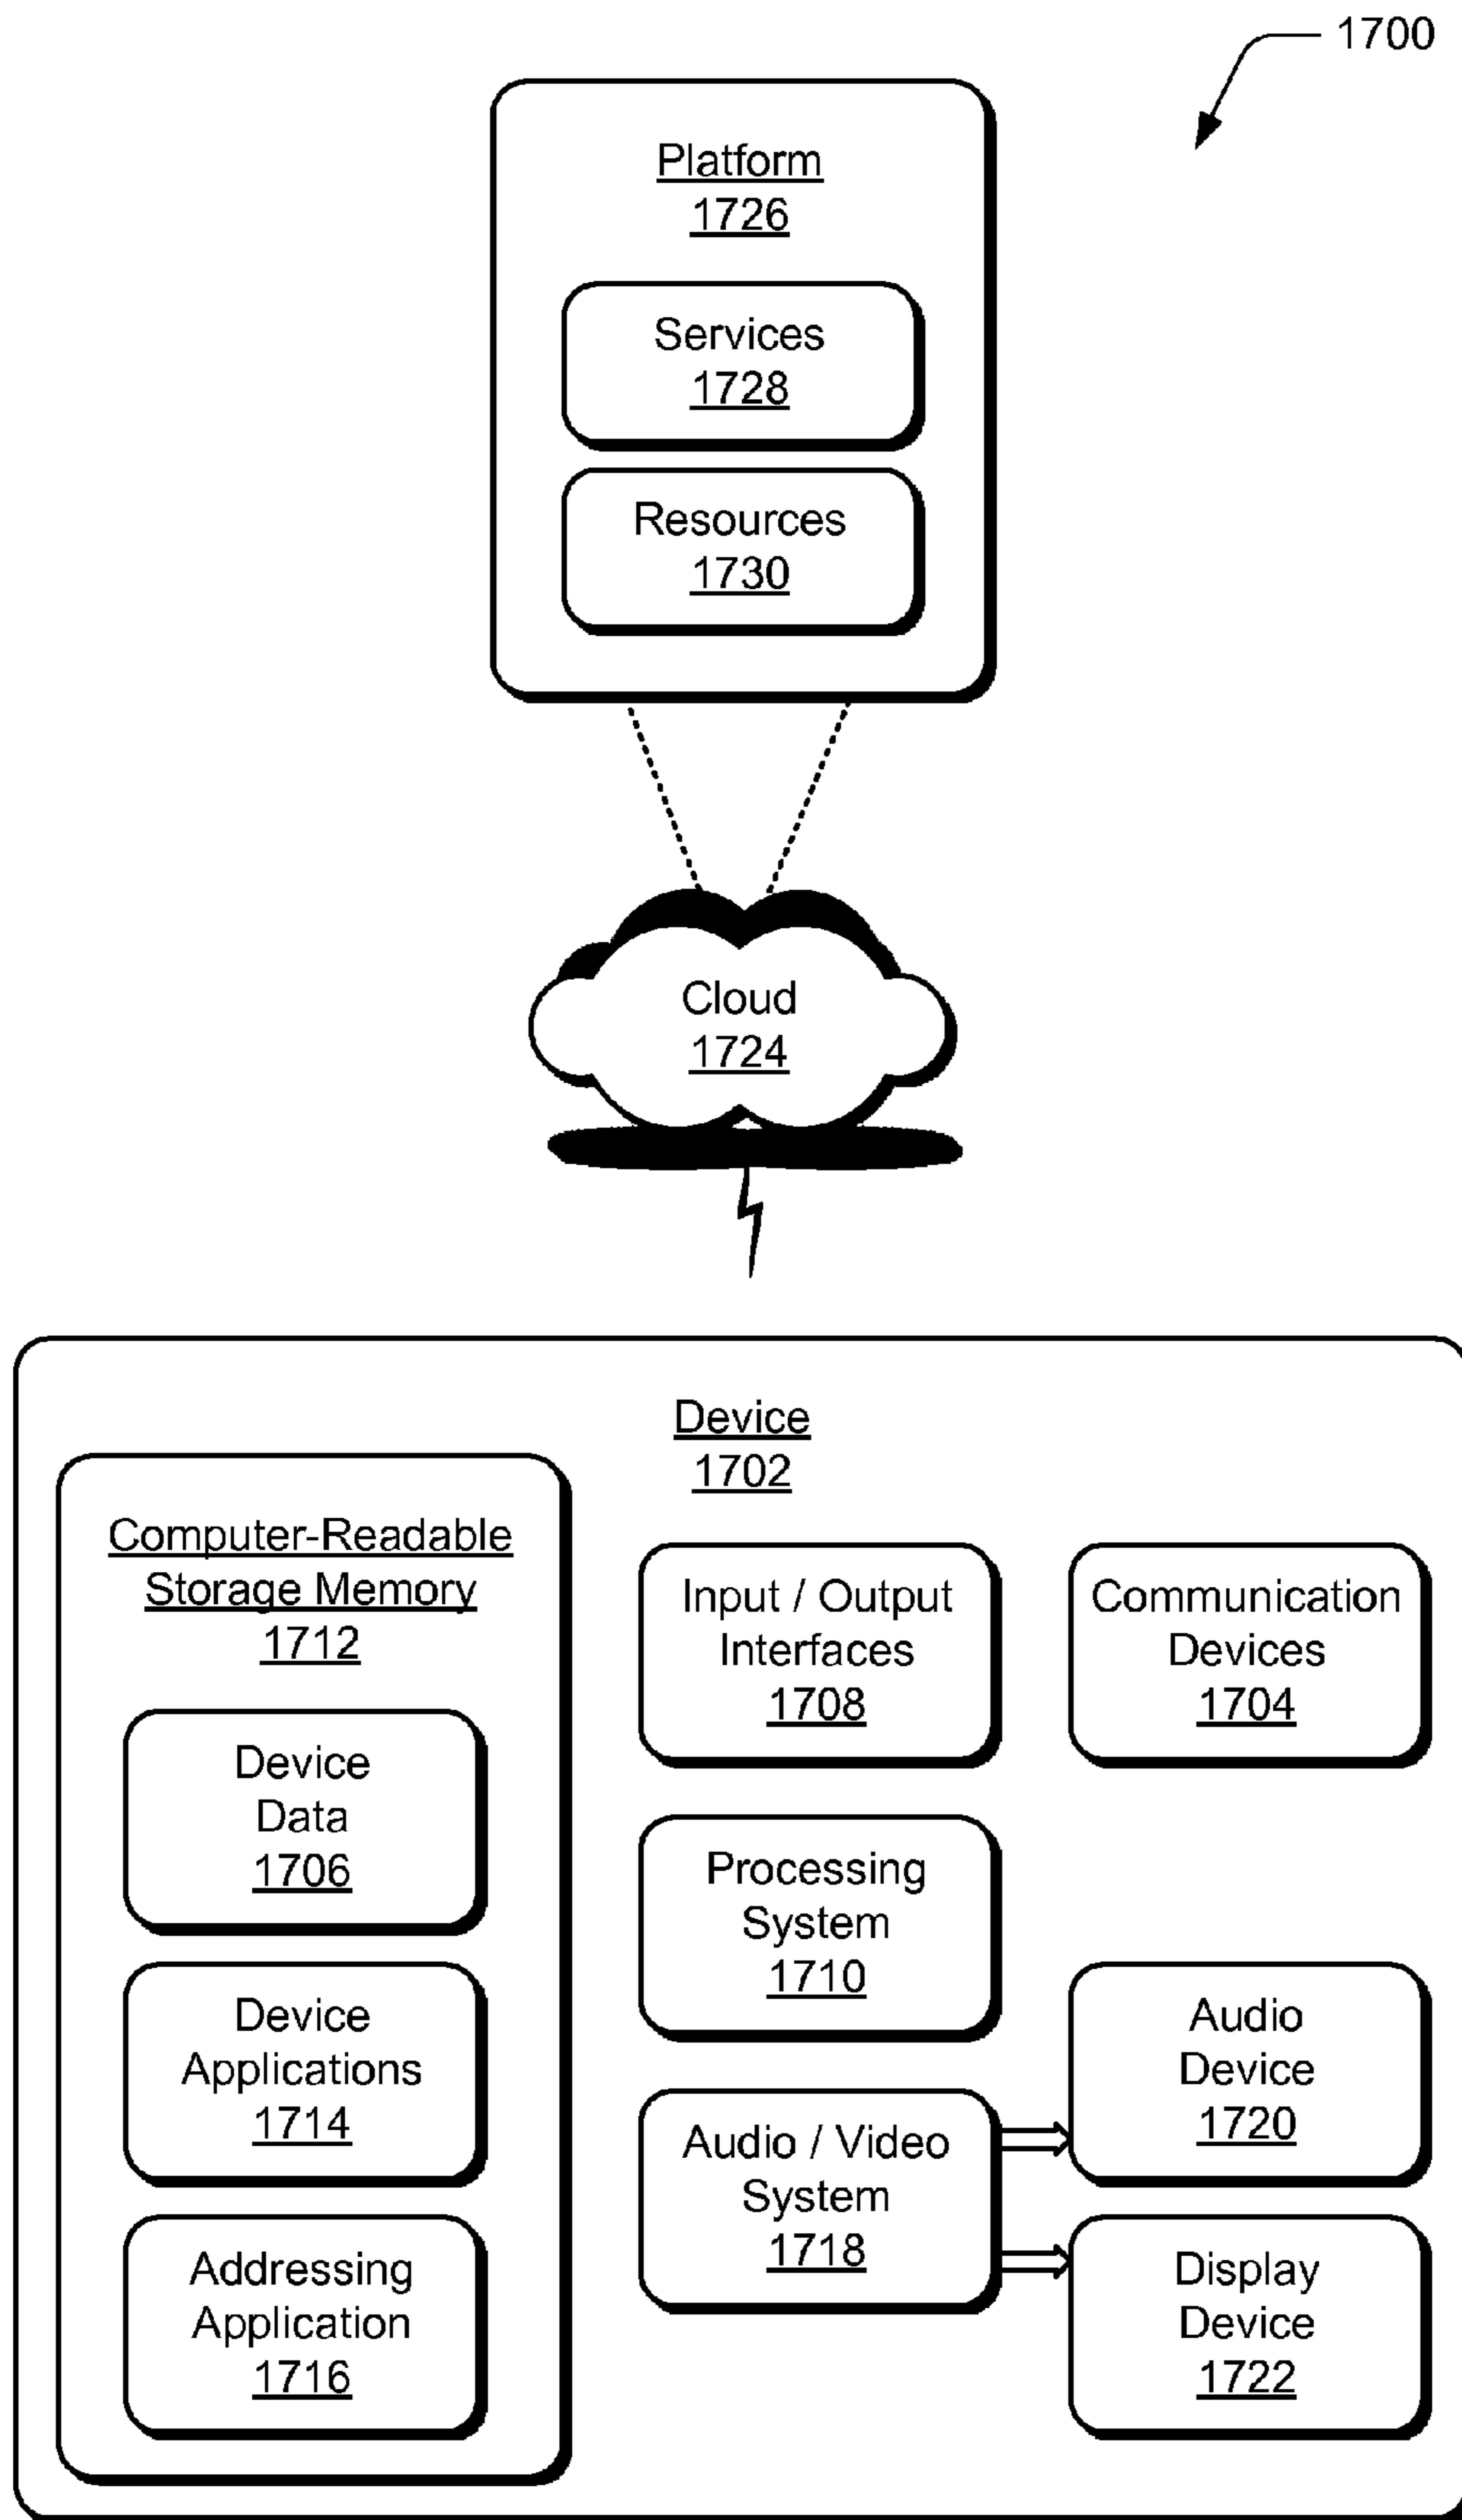 1700
Platform
1726
Services
1728
Resources
1730
Cloud
1724
Device
1702
Computer-Readable
Storage Memory
1712
Device
Data
1706
Device
Applications
1714
Addressing
Application
1716
Input / Output
Interfaces
1708
Processing
System
1710
Audio / Video
System
1718
Communication
Devices
1704
Audio
Device
1720
Display
Device
1722